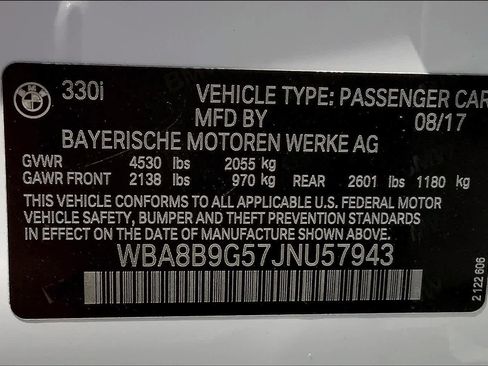 BMW
330i VEHICLE TYPE: PASSENGER CAR
MFD BY 08/17
BAYERISCHE MOTOREN WERKE AG
GVWR 4530 lbs 2055 kg
GAWR FRONT 2138 lbs 970 kg REAR 2601 lbs 1180 kg
THIS VEHICLE CONFORMS TO ALL APPLICABLE U.S. FEDERAL MOTOR
VEHICLE SAFETY, BUMPER AND THEFT PREVENTION STANDARDS
IN EFFECT ON THE DATE OF MANUFACTURE SHOWN ABOVE.
WBA8B9G57JNU57943
2 122 606